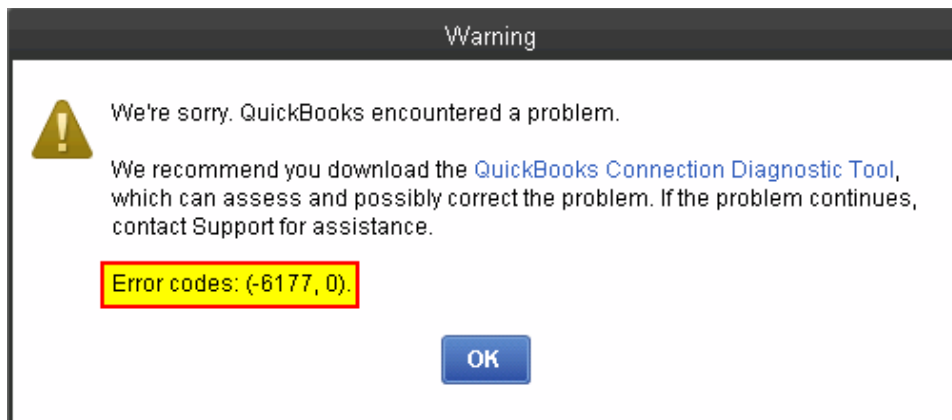 Warning
We're sorry. QuickBooks encountered a problem.
We recommend you download the QuickBooks Connection Diagnostic Tool,
which can assess and possibly correct the problem. If the problem continues,
contact Support for assistance.
Error codes: (-6177, 0).
OK